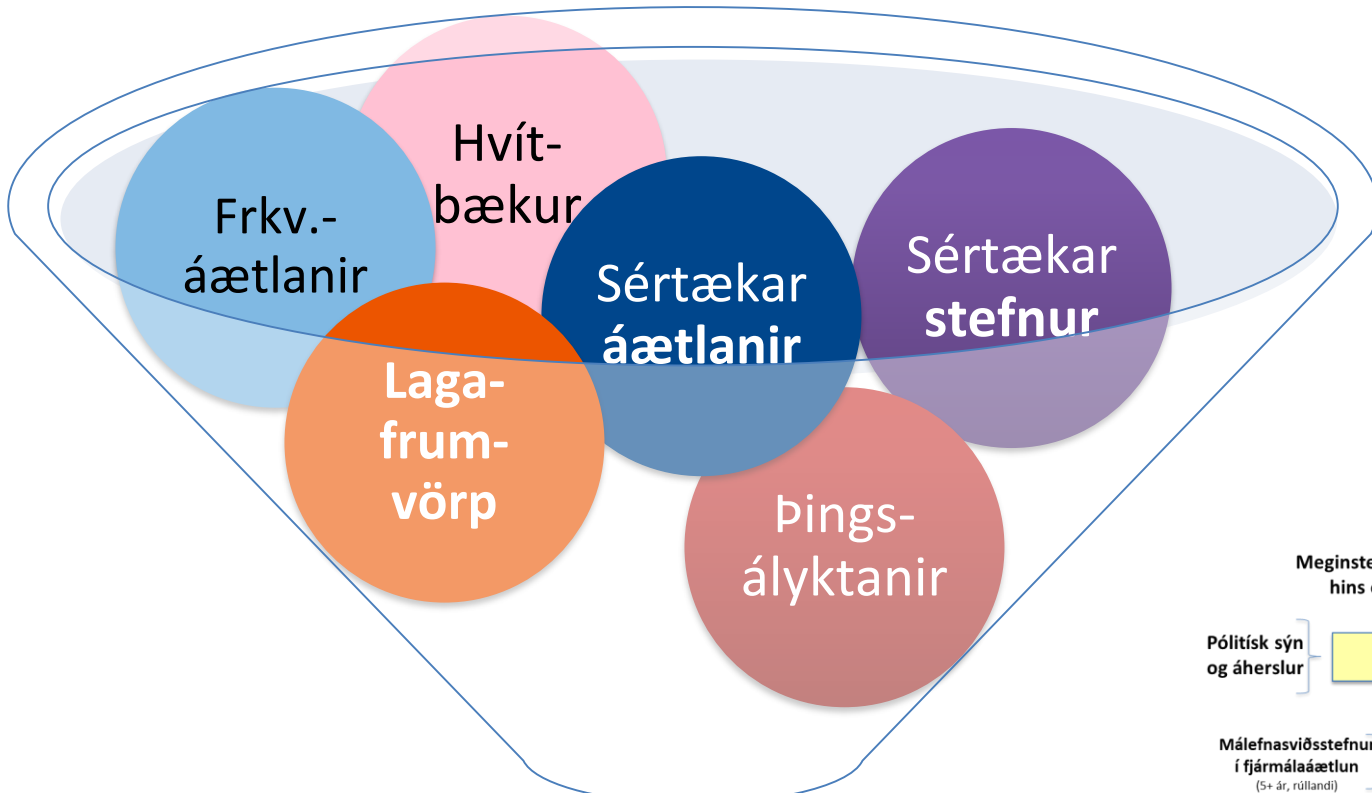 Hvít-
bækur
Frkv.-
áætlanir
Sértækar
áætlanir
Sértækar
stefnur
Laga-
frum-
vörp
Þings-
ályktanir
hins
Pólitísk sýn
og áherslur
Málefnasviðsstefnur
í fjármálaáætlun
(5+ ár, rúllandi)